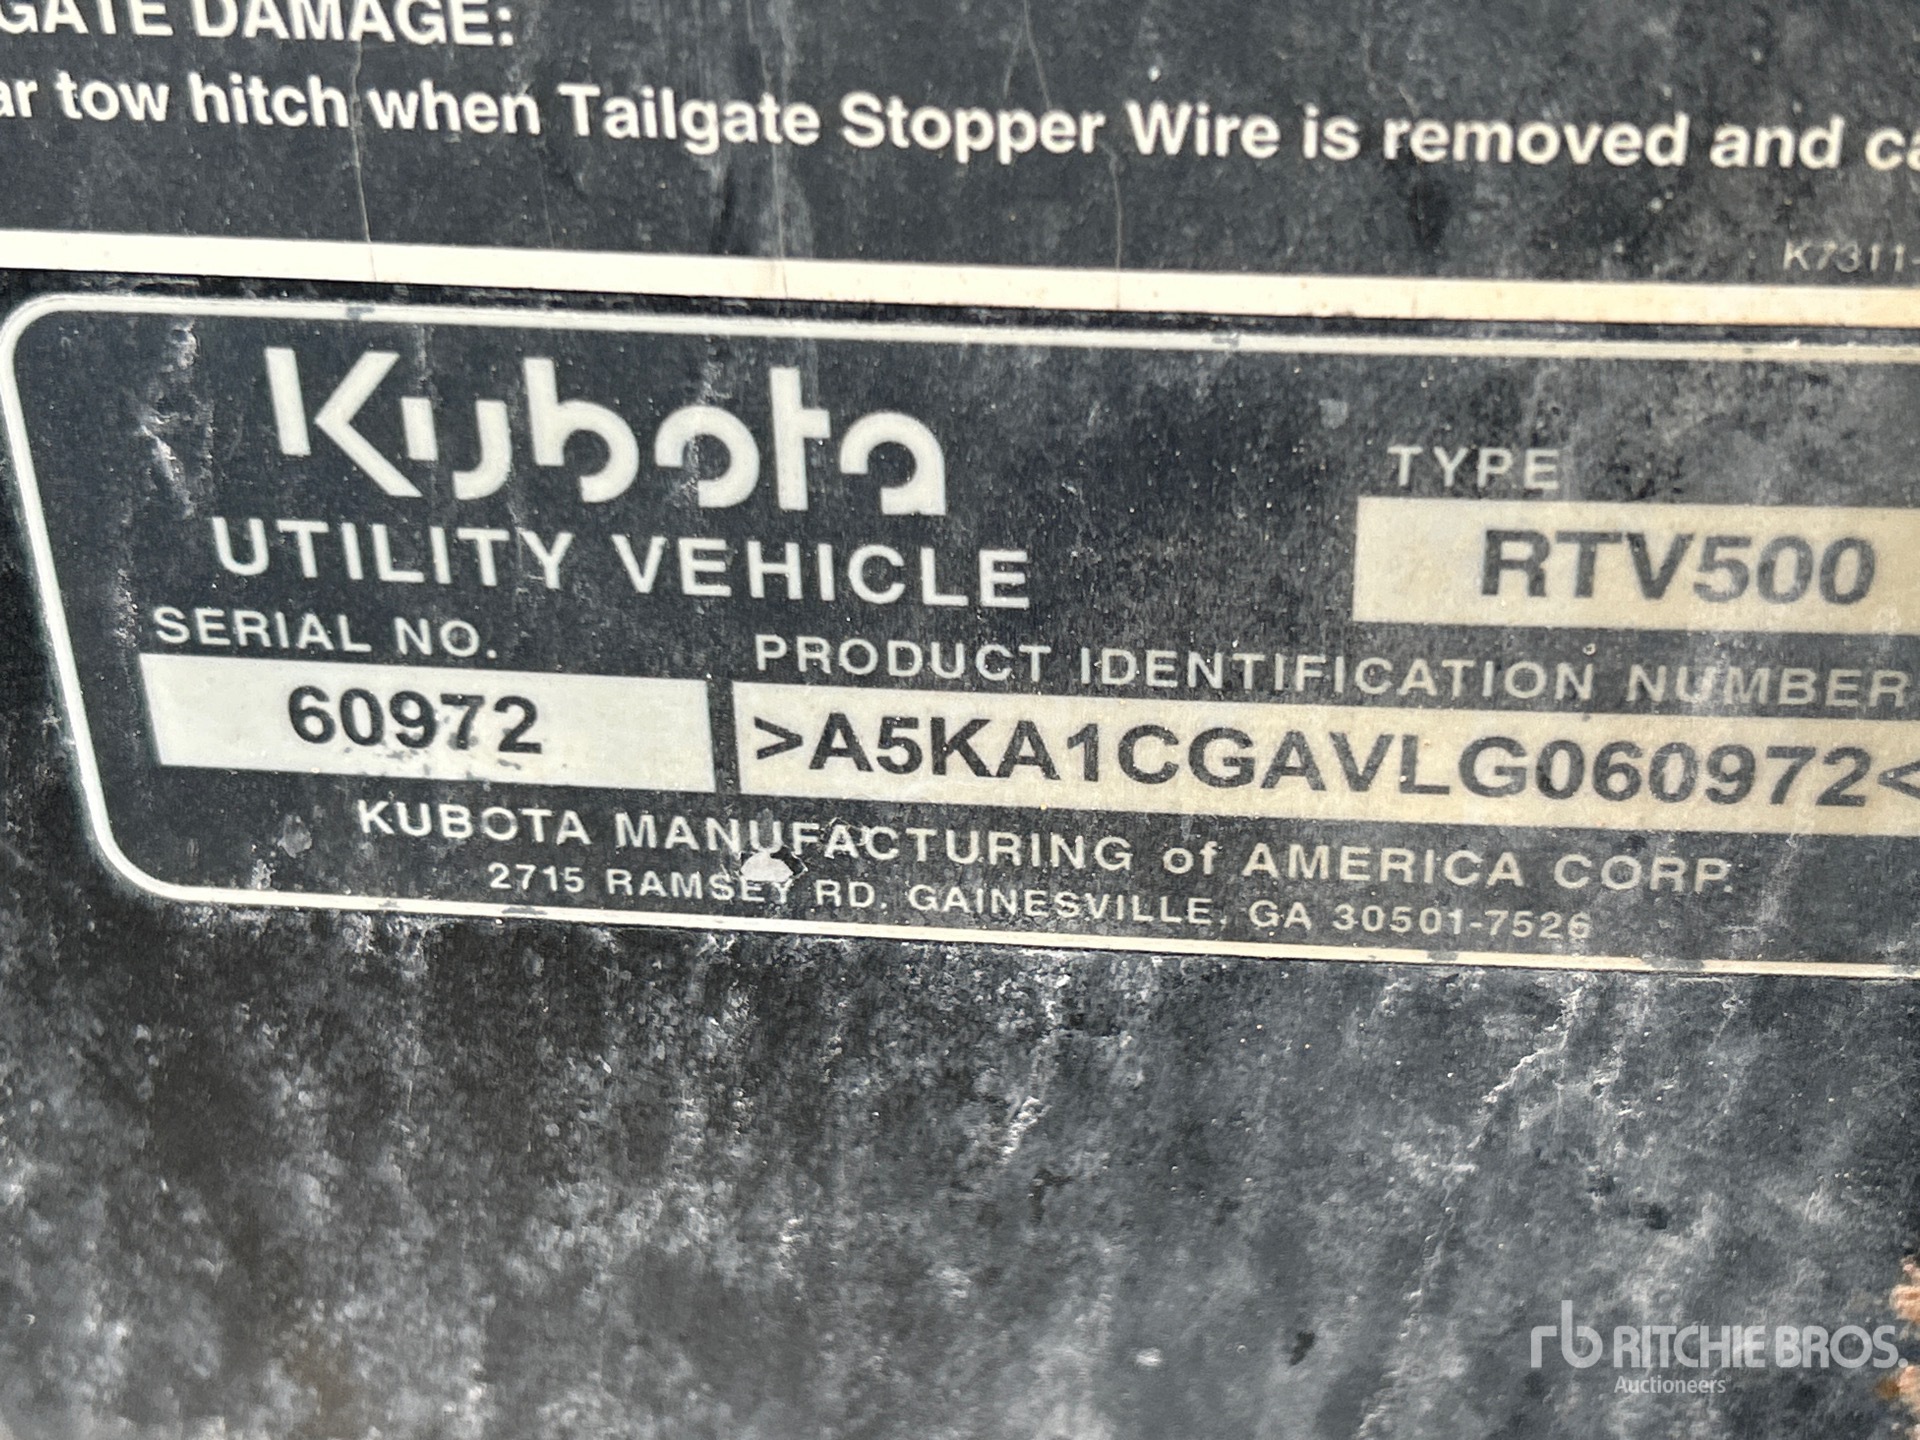 GATE DAMAGE:
ar tow hitch when Tailgate Stopper Wire is removed and ca
K7311-
Kubota
UTILITY VEHICLE
TYPE
RTV500
SERIAL NO.
60972
PRODUCT IDENTIFICATION NUMBER
>A5KA1CGAVLG060972<
KUBOTA MANUFACTURING of AMERICA CORP.
2715 RAMSEY RD. GAINESVILLE, GA 30501-7526
rb RITCHIE BROS.
Auctioneers